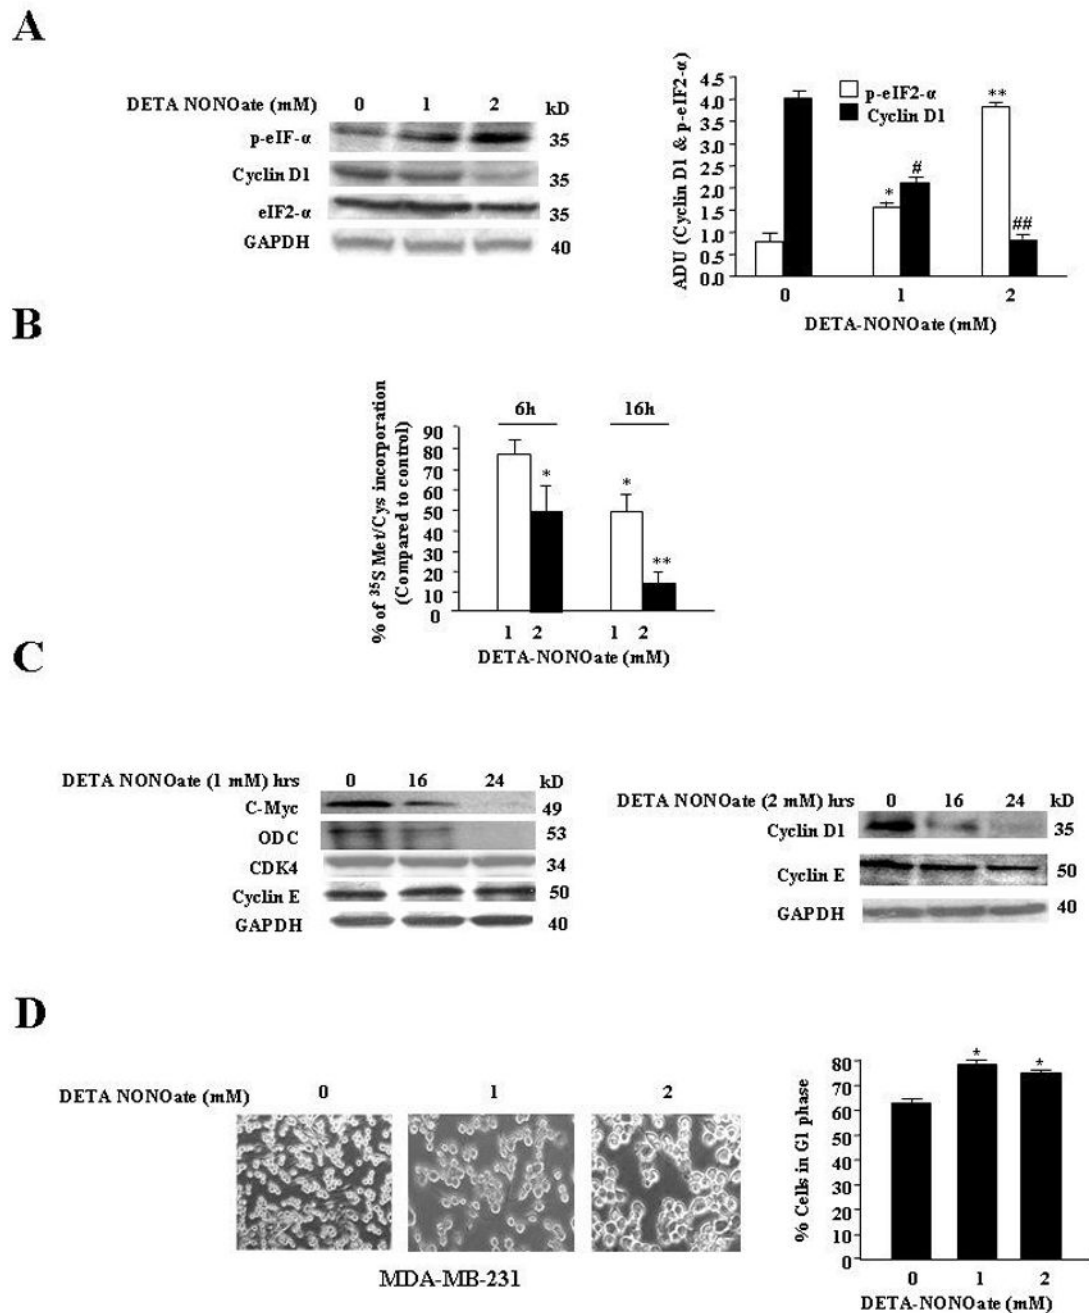 A
DETA NONOate (mM) 0 1 2 kD
p-eIF-α 35
Cyclin D1 35
eIF2-α 35
GAPDH 40
ADU (Cyclin D1 & p-eIF2-α)
4.5
4.0
3.5
3.0
2.5
2.0
1.5
1.0
0.5
0.0
p-eIF2-α
Cyclin D1
* # ** ##
0 1 2
DETA-NONOate (mM)
B
% of ³⁵S Met/Cys incorporation
(Compared to control)
6h 16h
90
80
70
60
50
40
30
20
10
0
* * **
1 2 1 2
DETA-NONOate (mM)
C
DETA NONOate (1 mM) hrs 0 16 24 kD
C-Myc 49
ODC 53
CDK4 34
Cyclin E 50
GAPDH 40
DETA NONOate (2 mM) hrs 0 16 24 kD
Cyclin D1 35
Cyclin E 50
GAPDH 40
D
DETA NONOate (mM) 0 1 2
MDA-MB-231
% Cells in G1 phase
80
70
60
50
40
30
20
10
0
* *
0 1 2
DETA-NONOate (mM)